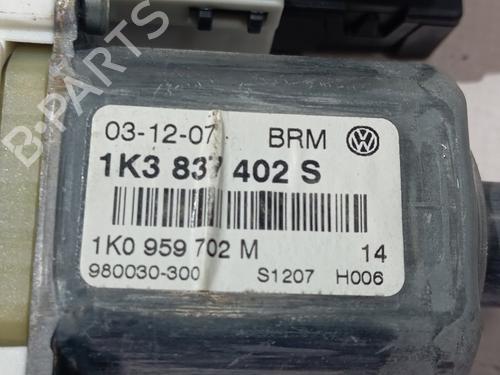 B-PARTS
03-12-07 BRM
1K3 837 402 S
1K0 959 702 M 14
980030-300 S1207 H006